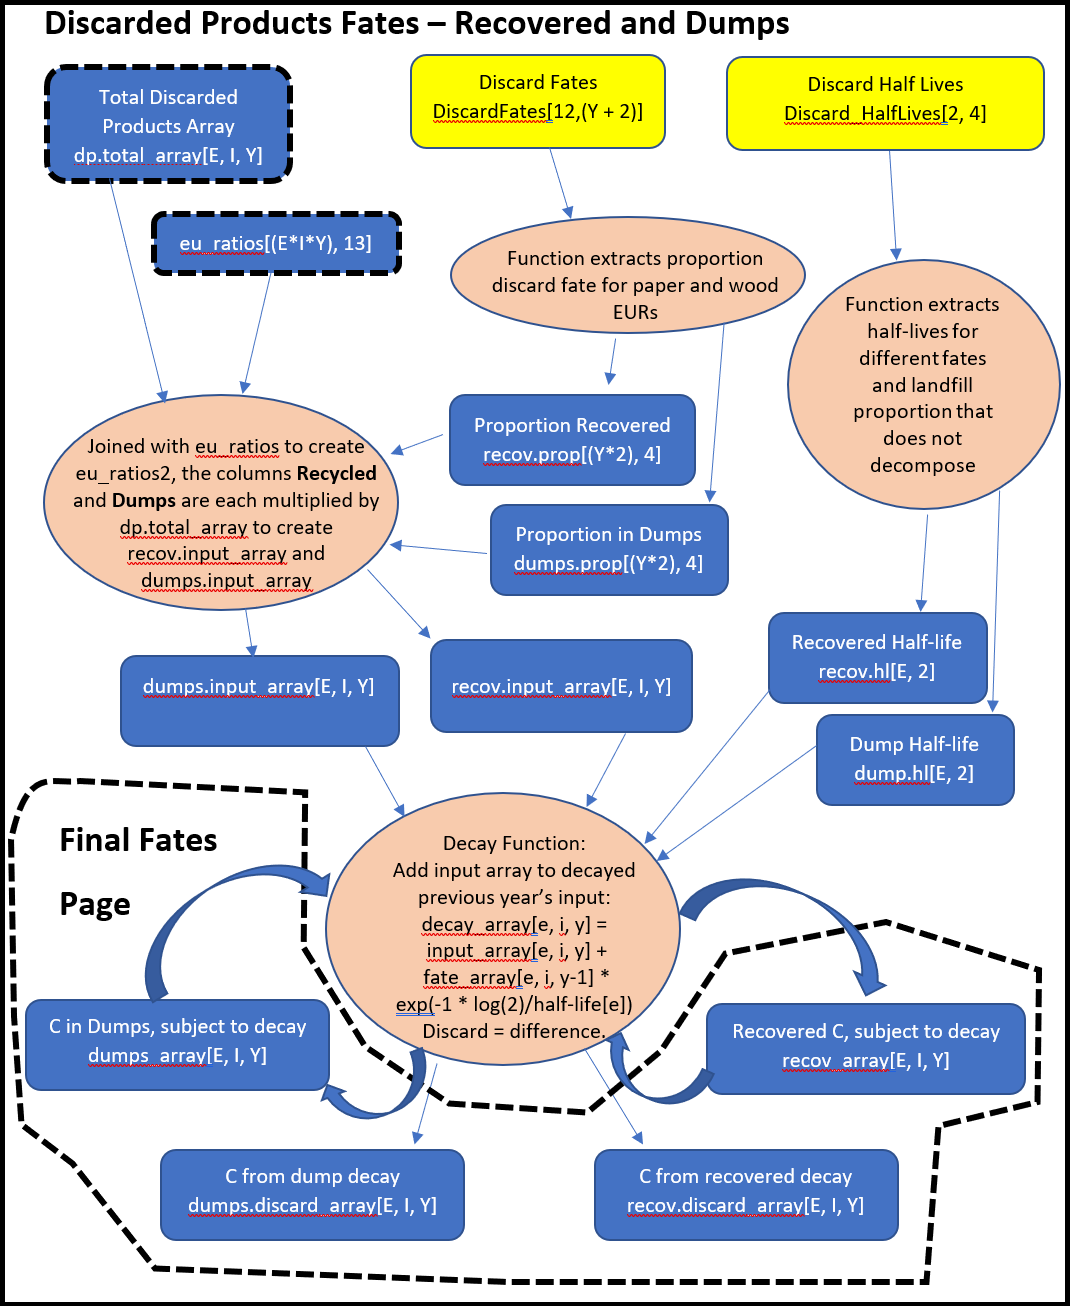 Discarded Products Fates – Recovered and Dumps
Total Discarded
Products Array
dp.total_array[E, I, Y]
Discard Fates
DiscardFates[12,(Y + 2)]
Discard Half Lives
Discard_HalfLives[2, 4]
eu_ratios[(E*I*Y), 13]
Function extracts proportion
discard fate for paper and wood
EURs
Function extracts
half-lives for
different fates
and landfill
proportion that
does not
decompose
Joined with eu_ratios to create
eu_ratios2, the columns Recycled
and Dumps are each multiplied by
dp.total_array to create
recov.input_array and
dumps.input_array
Proportion Recovered
recov.prop[(Y*2), 4]
Proportion in Dumps
dumps.prop[(Y*2), 4]
dumps.input_array[E, I, Y]
recov.input_array[E, I, Y]
Recovered Half-life
recov.hl[E, 2]
Dump Half-life
dump.hl[E, 2]
Final Fates
Page
Decay Function:
Add input array to decayed
previous year’s input:
decay_array[e, i, y] =
input_array[e, i, y] +
fate_array[e, i, y-1] *
exp(-1 * log(2)/half-life[e])
Discard = difference.
C in Dumps, subject to decay
dumps_array[E, I, Y]
Recovered C, subject to decay
recov_array[E, I, Y]
C from dump decay
dumps.discard_array[E, I, Y]
C from recovered decay
recov.discard_array[E, I, Y]